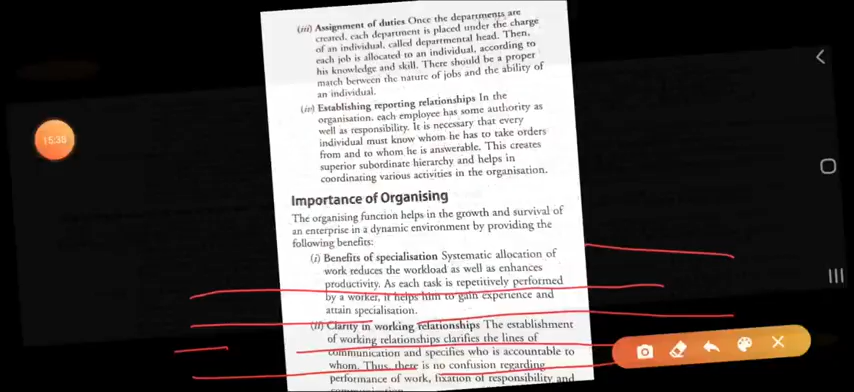 (iii) Assignment of duties Once the departments are
created, each department is placed under the charge
of an individual, called departmental head. Then,
each job is allocated to an individual, according to
his knowledge and skill. There should be a proper
match between the nature of jobs and the ability of
an individual.
(iv) Establishing reporting relationships In the
organisation, each employee has some authority as
well as responsibility. It is necessary that every
individual must know whom he has to take orders
from and to whom he is answerable. This creates
superior subordinate hierarchy and helps in
coordinating various activities in the organisation.
Importance of Organising
The organising function helps in the growth and survival of
an enterprise in a dynamic environment by providing the
following benefits:
(i) Benefits of specialisation Systematic allocation of
work reduces the workload as well as enhances
productivity. As each task is repetitively performed
by a worker, it helps him to gain experience and
attain specialisation.
(ii) Clarity in working relationships The establishment
of working relationships clarifies the lines of
communication and specifies who is accountable to
whom. Thus, there is no confusion regarding
performance of work, fixation of responsibility and
15:38